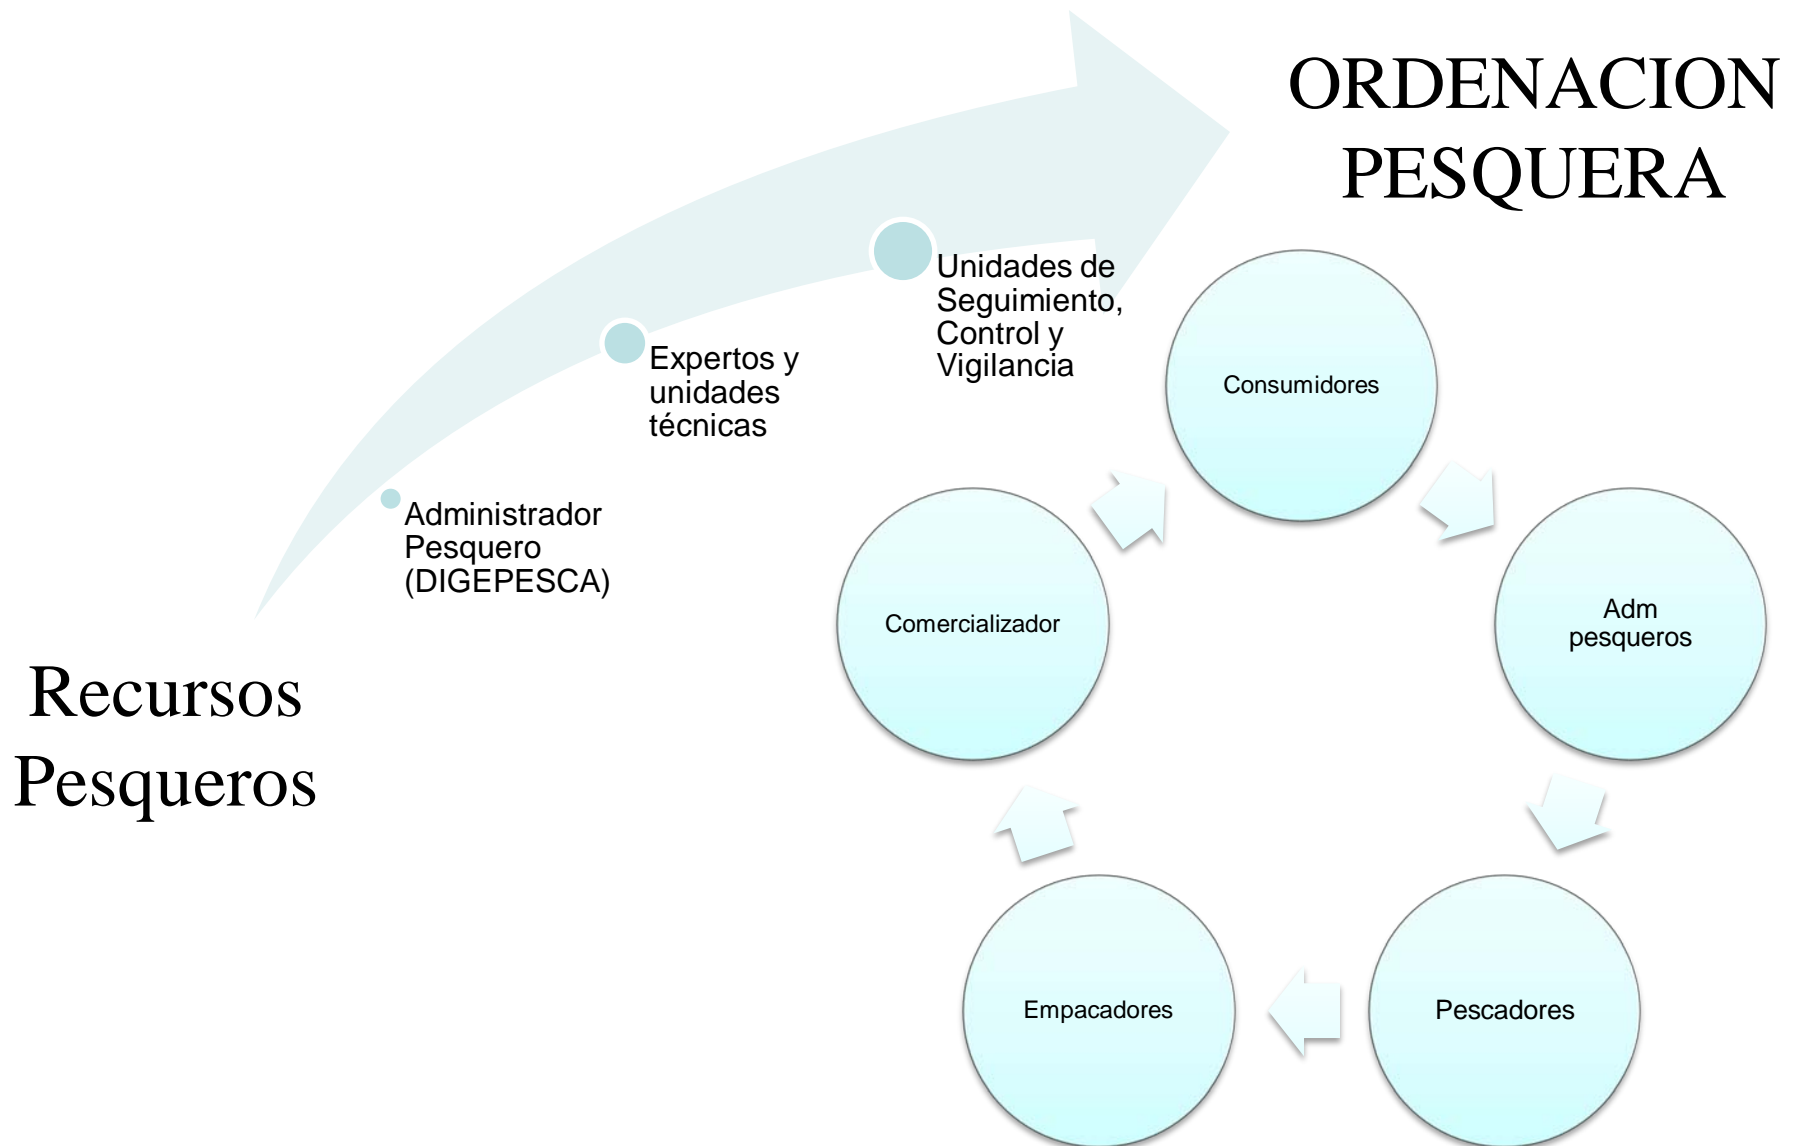 ORDENACION
PESQUERA
Unidades de
Seguimiento,
Control y
Vigilancia
Expertos y
unidades
técnicas
Administrador
Pesquero
(DIGEPESCA)
Recursos
Pesqueros
Consumidores
Adm
pesqueros
Pescadores
Empacadores
Comercializador